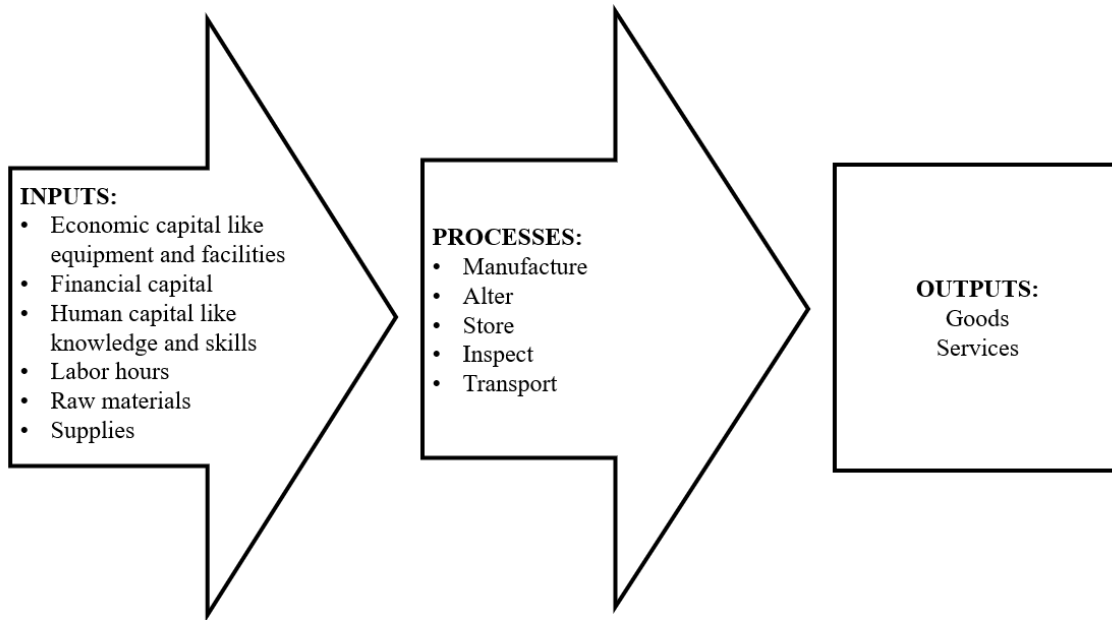 INPUTS:
• Economic capital like
equipment and facilities
• Financial capital
• Human capital like
knowledge and skills
• Labor hours
• Raw materials
• Supplies
PROCESSES:
• Manufacture
• Alter
• Store
• Inspect
• Transport
OUTPUTS:
Goods
Services